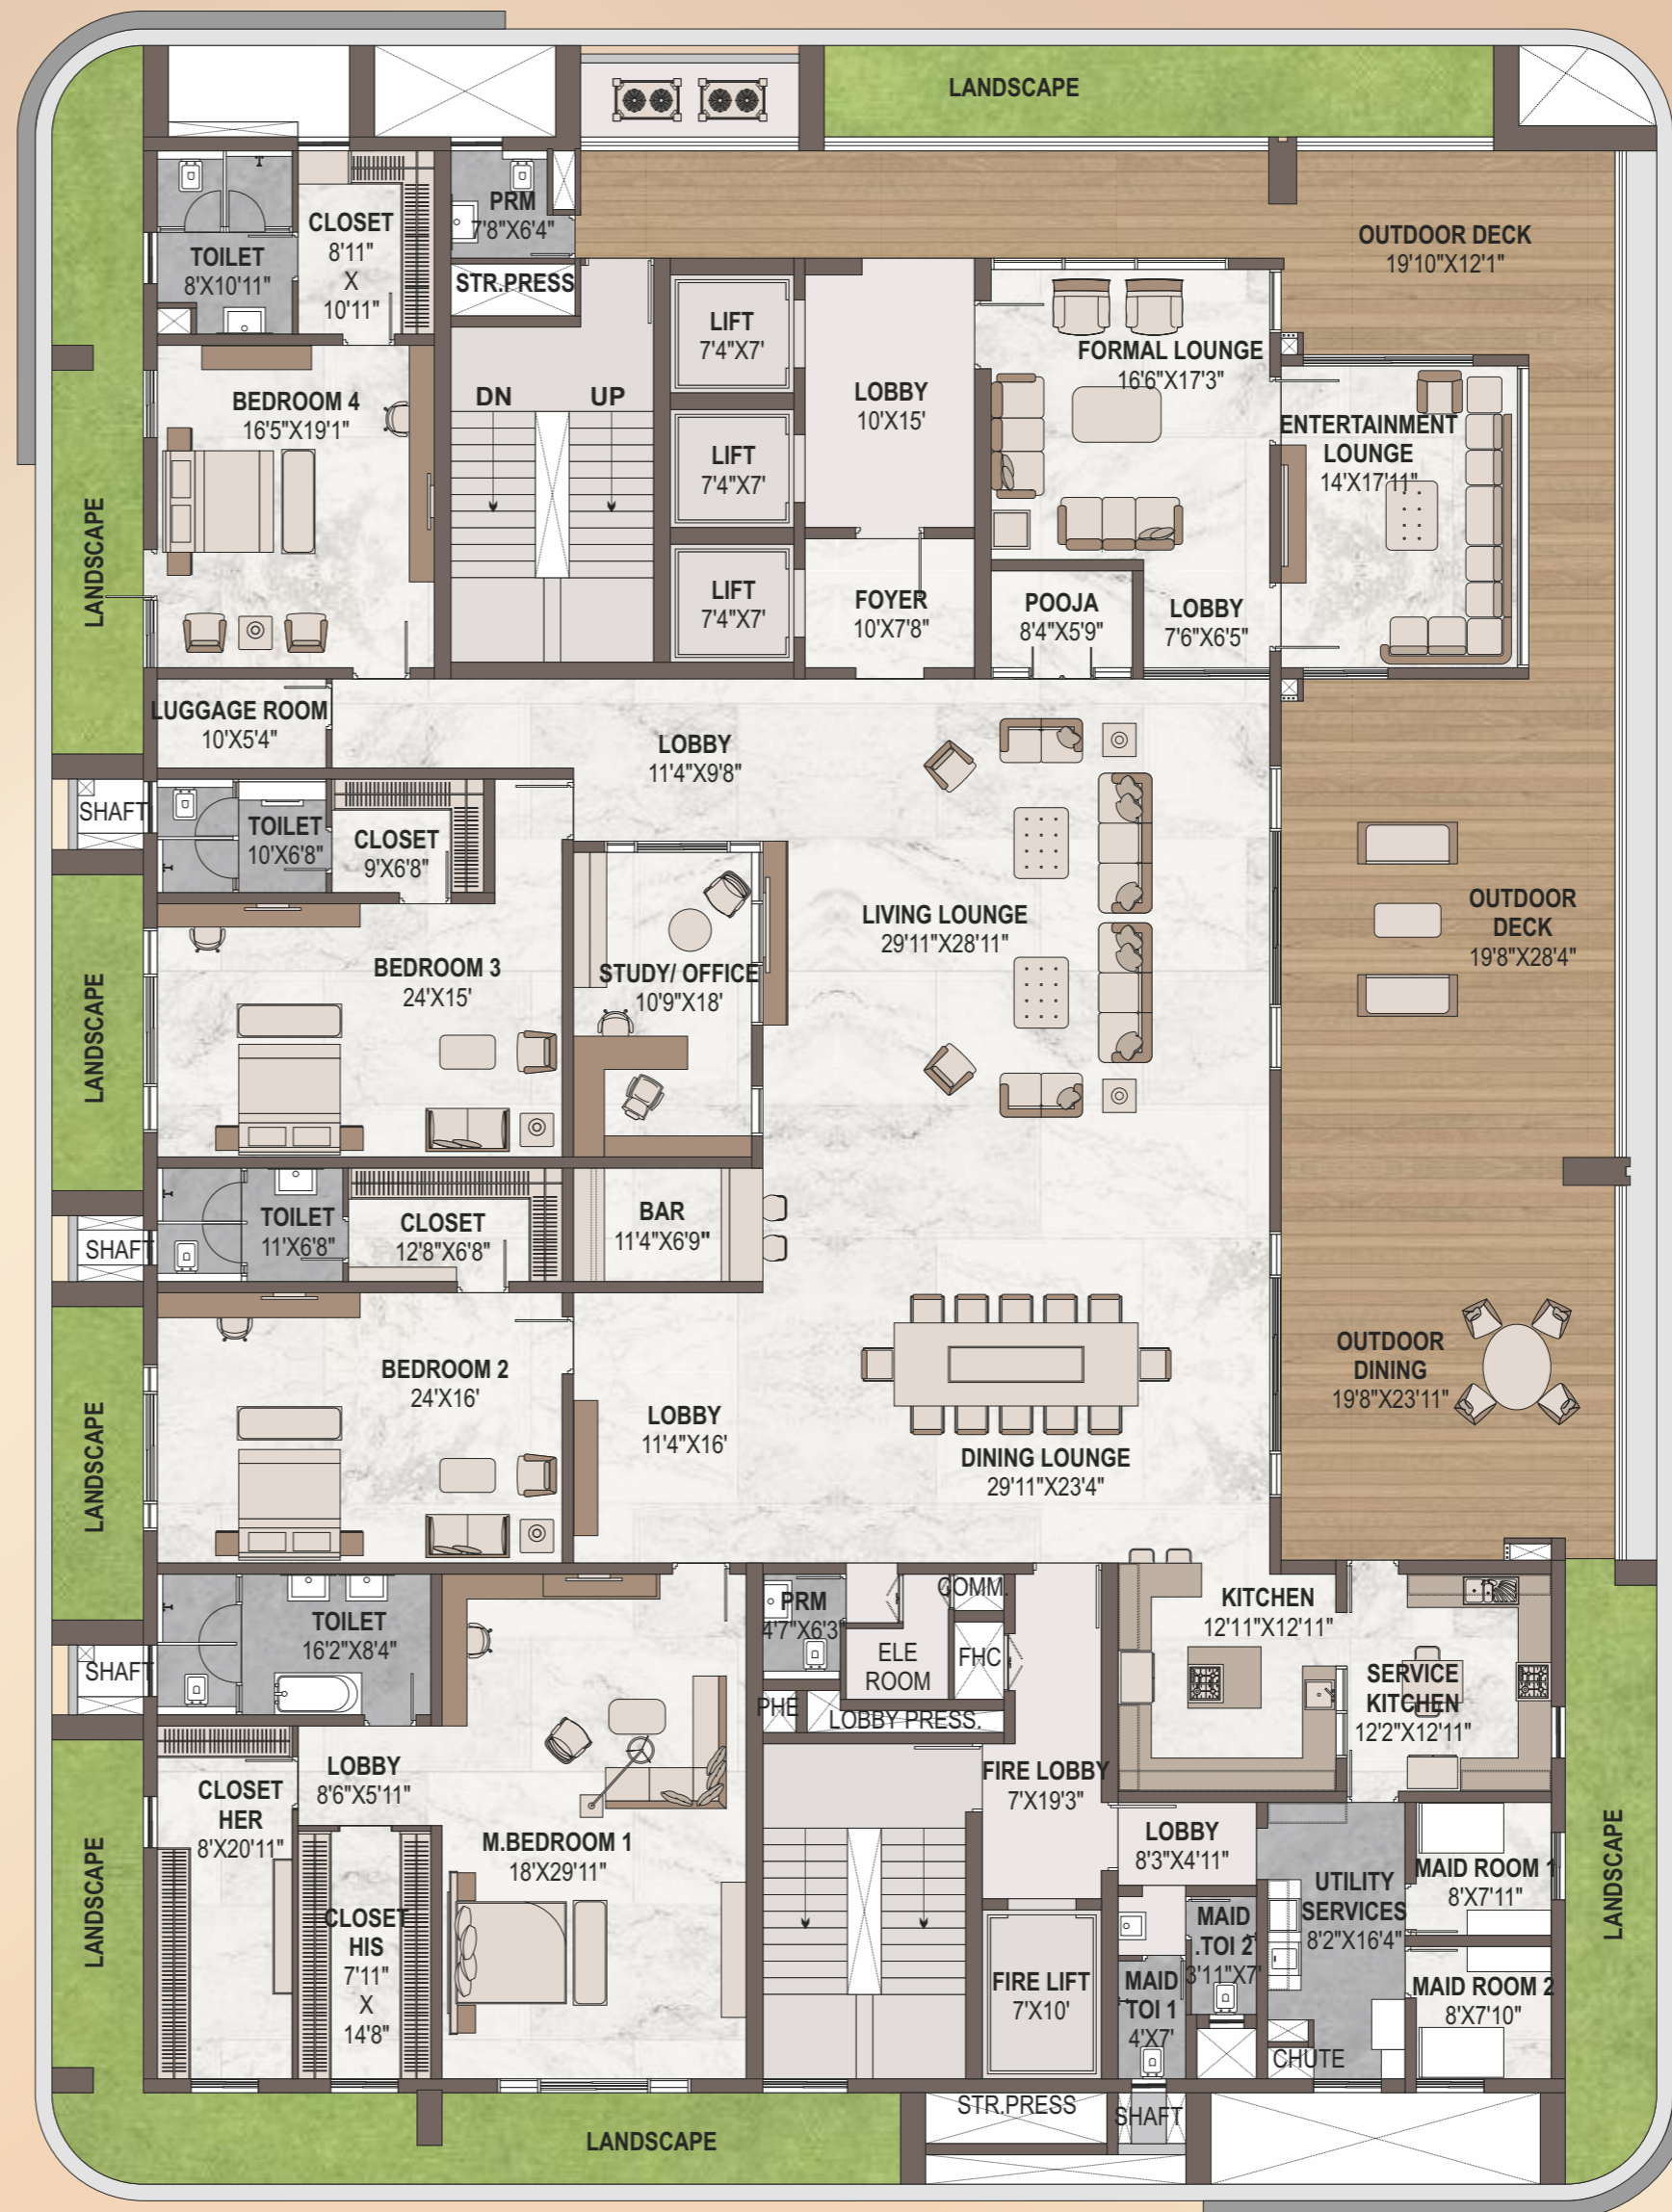 LANDSCAPE
OUTDOOR DECK
19'10"X12'1"
PRM
7'8"X6'4"
STR.PRESS
CLOSET
8'11"
X
10'11"
TOILET
8'X10'11"
LIFT
7'4"X7'
LOBBY
10'X15'
FORMAL LOUNGE
16'6"X17'3"
BEDROOM 4
16'5"X19'1"
DN
UP
ENTERTAINMENT
LOUNGE
14'X17'11"
LIFT
7'4"X7'
LANDSCAPE
LIFT
7'4"X7'
FOYER
10'X7'8"
POOJA
8'4"X5'9"
LOBBY
7'6"X6'5"
LUGGAGE ROOM
10'X5'4"
LOBBY
11'4"X9'8"
SHAFT
TOILET
10'X6'8"
CLOSET
9'X6'8"
LIVING LOUNGE
29'11"X28'11"
OUTDOOR
DECK
19'8"X28'4"
BEDROOM 3
24'X15'
STUDY/ OFFICE
10'9"X18'
LANDSCAPE
SHAFT
TOILET
11'X6'8"
CLOSET
12'8"X6'8"
BAR
11'4"X6'9"
BEDROOM 2
24'X16'
LOBBY
11'4"X16'
DINING LOUNGE
29'11"X23'4"
OUTDOOR
DINING
19'8"X23'11"
LANDSCAPE
SHAFT
TOILET
16'2"X8'4"
PRM
4'7"X6'3"
COMM.
ELE
ROOM
FHC
PHE
LOBBY PRESS.
KITCHEN
12'11"X12'11"
SERVICE
KITCHEN
12'2"X12'11"
LOBBY
8'6"X5'11"
CLOSET
HER
8'X20'11"
M.BEDROOM 1
18'X29'11"
FIRE LOBBY
7'X19'3"
LOBBY
8'3"X4'11"
UTILITY
SERVICES
8'2"X16'4"
MAID ROOM 1
8'X7'11"
LANDSCAPE
LANDSCAPE
CLOSET
HIS
7'11"
X
14'8"
FIRE LIFT
7'X10'
MAID
.TOI 2
3'11"X7'
MAID
TOI 1
4'X7'
MAID ROOM 2
8'X7'10"
CHUTE
STR.PRESS
SHAFT
LANDSCAPE